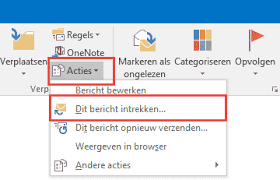 Regels
OneNote
Verplaatsen
Acties
Markeren als ongelezen
Categoriseren
Opv
Verp
Bericht bewerken
Dit bericht intrekken...
Dit bericht opnieuw verzenden...
Weergeven in browser
Andere acties